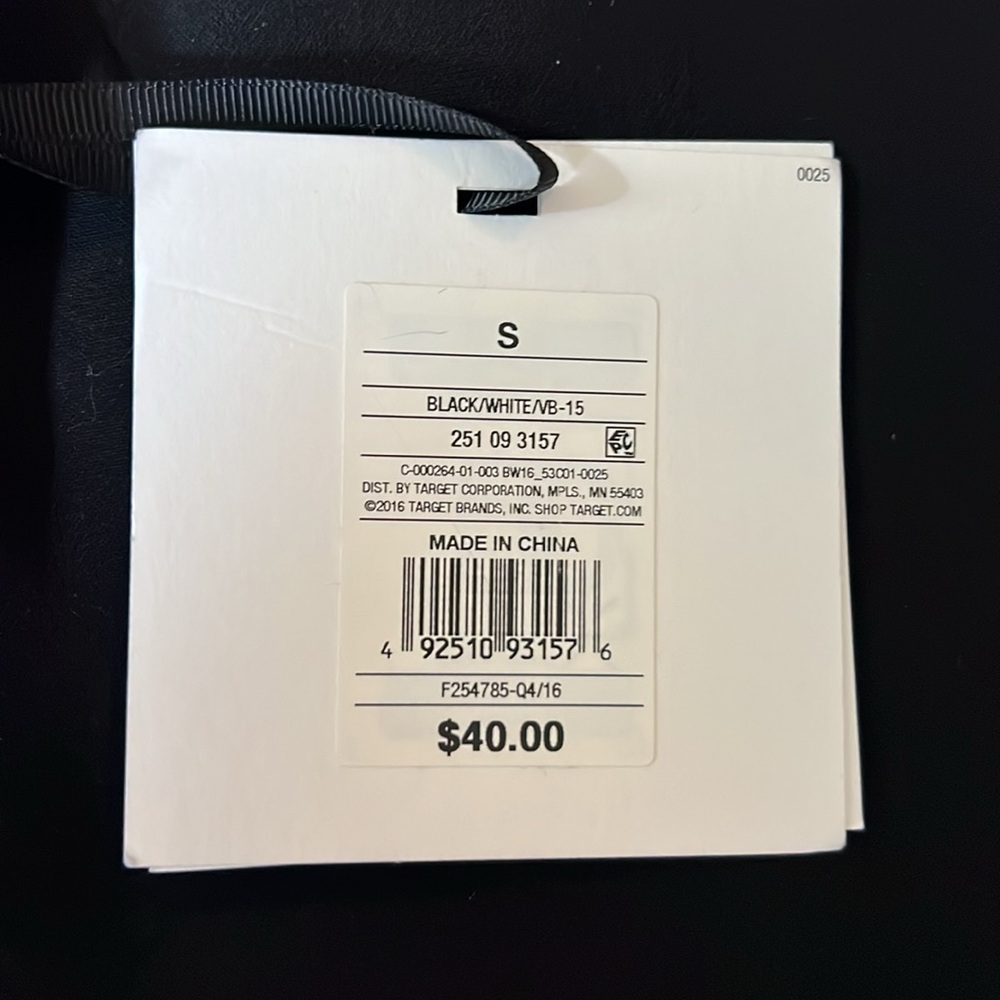 0025
S
BLACK/WHITE/VB-15
251 09 3157
C-000264-01-003 BW16_53C01-0025
DIST. BY TARGET CORPORATION, MPLS., MN 55403
©2016 TARGET BRANDS, INC. SHOP TARGET.COM
MADE IN CHINA
4 92510 93157 6
F254785-Q4/16
$40.00